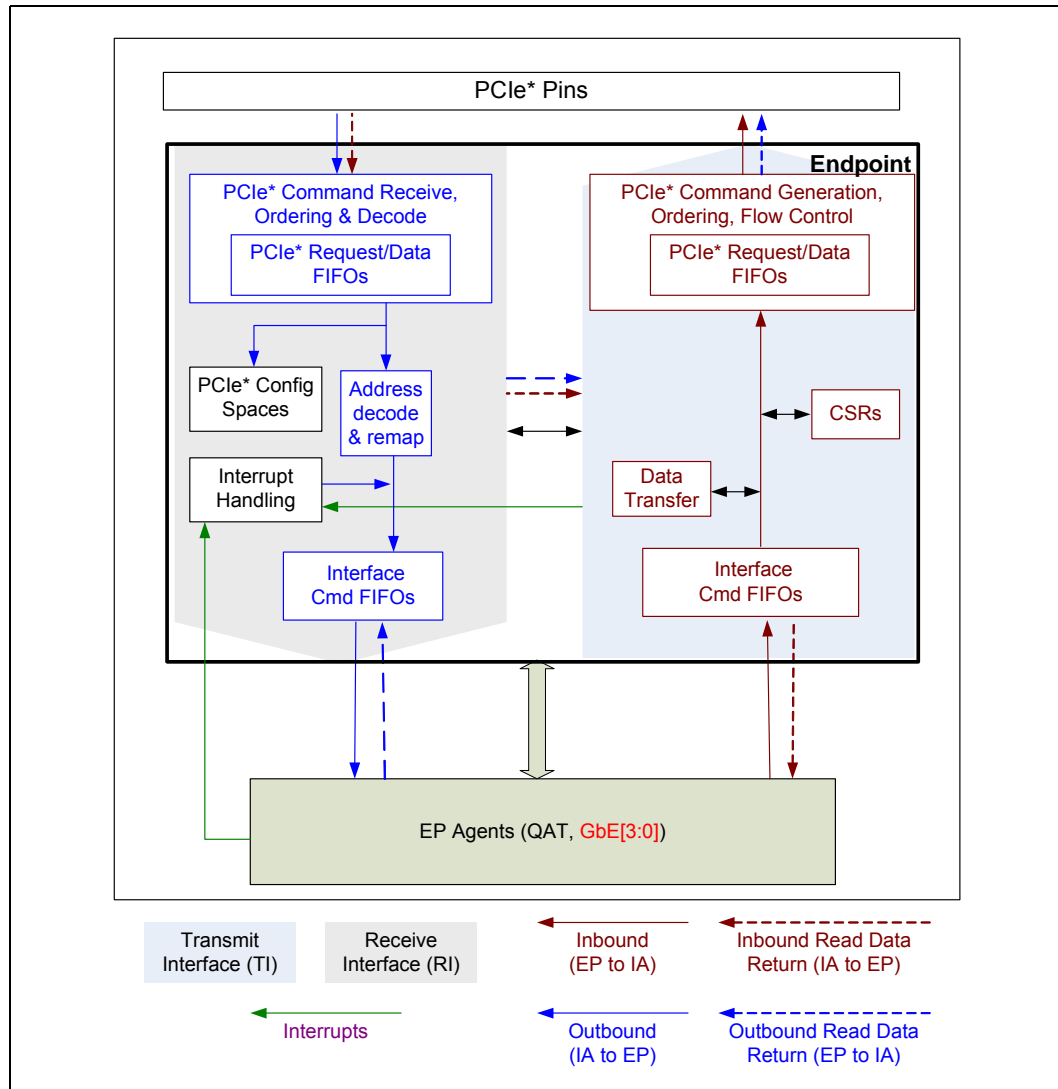 PCIe* Pins
Endpoint
PCIe* Command Receive,
Ordering & Decode
PCIe* Request/Data
FIFOs
PCIe* Command Generation,
Ordering, Flow Control
PCIe* Request/Data
FIFOs
PCIe* Config
Spaces
Address
decode
& remap
CSRs
Interrupt
Handling
Data
Transfer
Interface
Cmd FIFOs
Interface
Cmd FIFOs
EP Agents (QAT, GbE[3:0])
Transmit
Interface (TI)
Receive
Interface (RI)
Inbound
(EP to IA)
Inbound Read Data
Return (IA to EP)
Interrupts
Outbound
(IA to EP)
Outbound Read Data
Return (EP to IA)